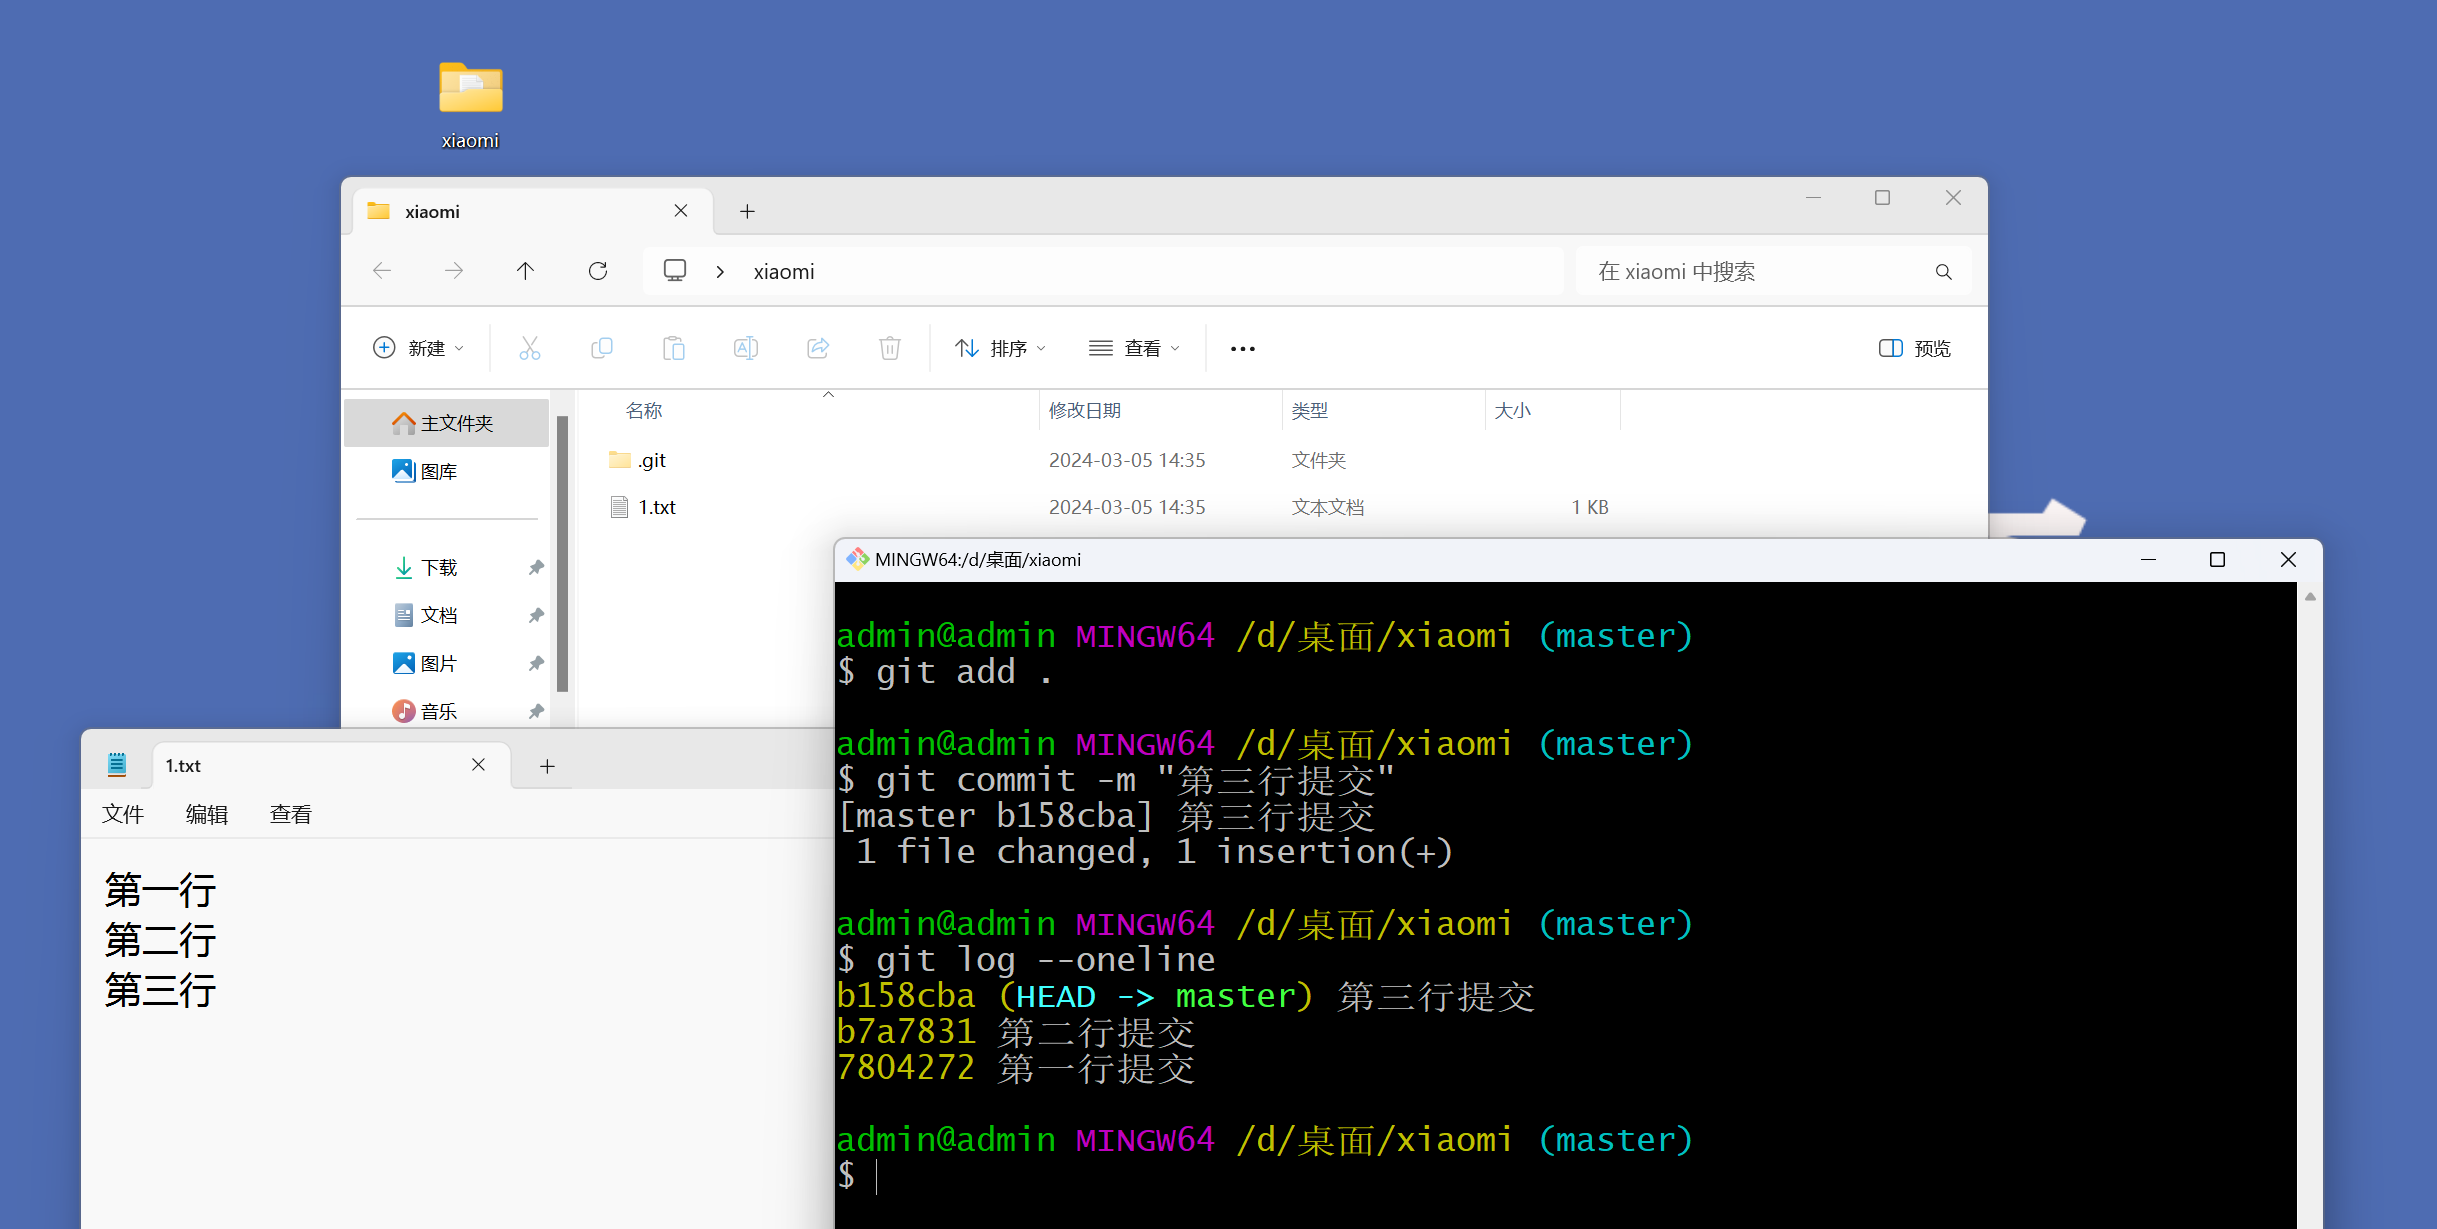 xiaomi
xiaomi
xiaomi
在 xiaomi 中搜索
新建
排序
查看
预览
主文件夹
图库
下载
文档
图片
音乐
名称 修改日期 类型 大小
.git 2024-03-05 14:35 文件夹
1.txt 2024-03-05 14:35 文本文档 1 KB
1.txt
文件 编辑 查看
第一行
第二行
第三行
MINGW64:/d/桌面/xiaomi
admin@admin MINGW64 /d/桌面/xiaomi (master)
$ git add .
admin@admin MINGW64 /d/桌面/xiaomi (master)
$ git commit -m "第三行提交"
[master b158cba] 第三行提交
 1 file changed, 1 insertion(+)
admin@admin MINGW64 /d/桌面/xiaomi (master)
$ git log --oneline
b158cba (HEAD -> master) 第三行提交
b7a7831 第二行提交
7804272 第一行提交
admin@admin MINGW64 /d/桌面/xiaomi (master)
$